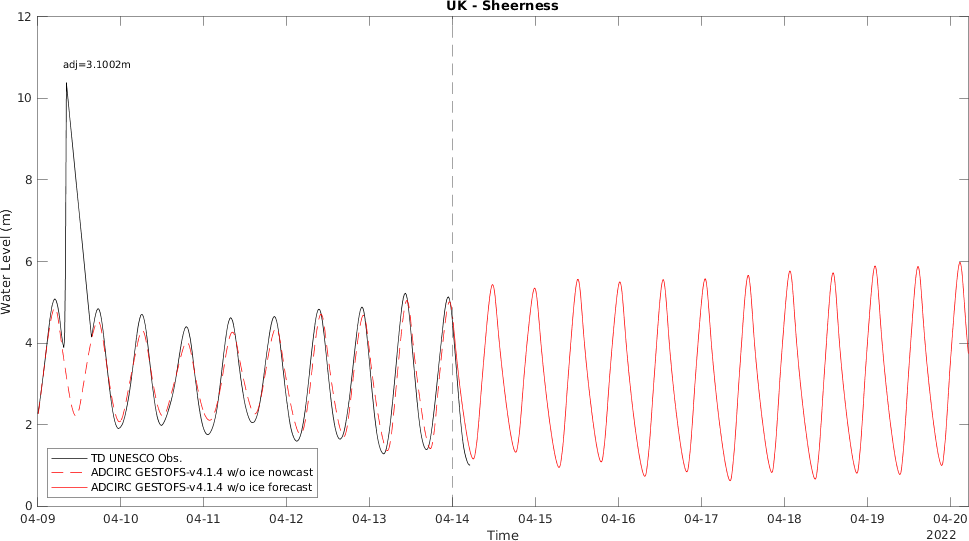 UK - Sheerness
12
adj=3.1002m
10
8
6
4
2
0
Water Level (m)
TD UNESCO Obs.
ADCIRC GESTOFS-v4.1.4 w/o ice nowcast
ADCIRC GESTOFS-v4.1.4 w/o ice forecast
04-09 04-10 04-11 04-12 04-13 04-14 04-15 04-16 04-17 04-18 04-19 04-20
Time
2022